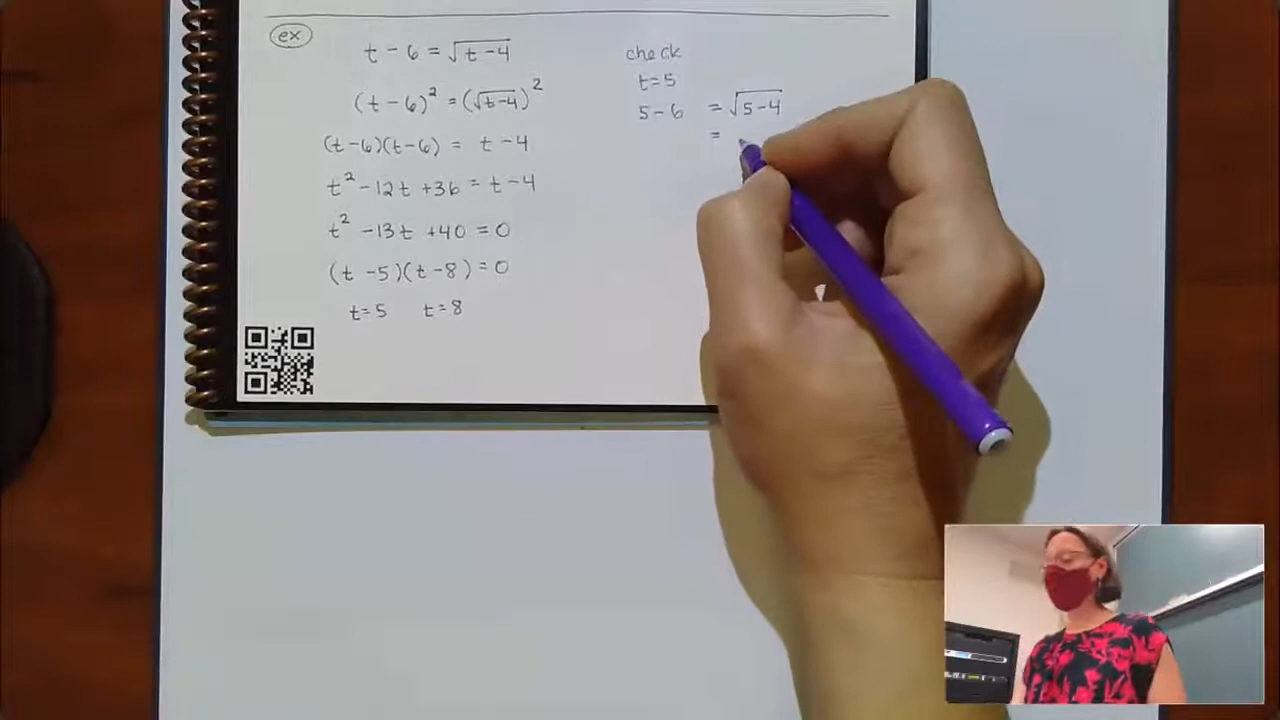 ex
t - 6 = √(t - 4)
(t - 6)² = (√(t - 4))²
(t - 6)(t - 6) = t - 4
t² - 12t + 36 = t - 4
t² - 13t + 40 = 0
(t - 5)(t - 8) = 0
t = 5 t = 8
check
t = 5
5 - 6 = √(5 - 4)
=